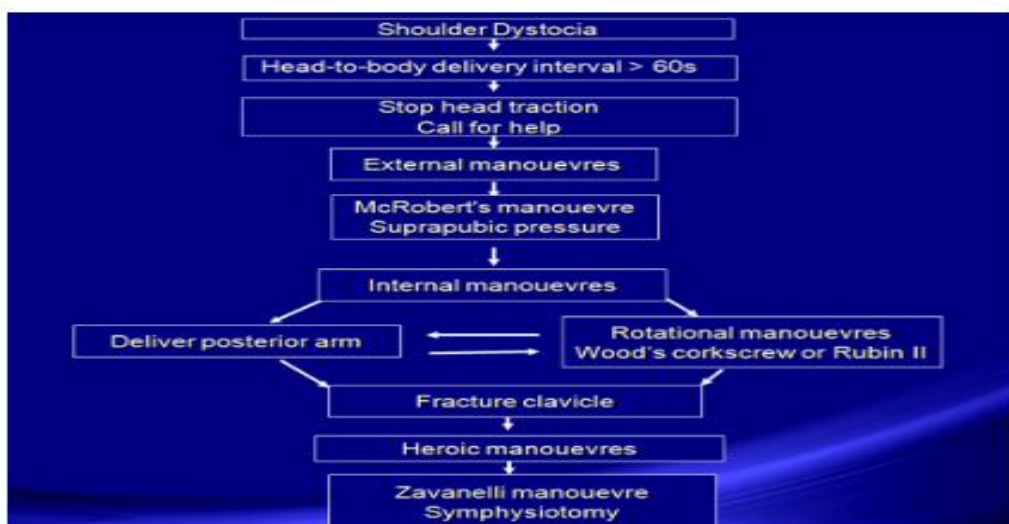 Shoulder Dystocia
Head-to-body delivery interval > 60s
Stop head traction
Call for help
External manouevres
McRobert's manouevre
Suprapubic pressure
Internal manouevres
Deliver posterior arm
Rotational manouevres
Wood's corkscrew or Rubin II
Fracture clavicle
Heroic manouevres
Zavanelli manouevre
Symphysiotomy